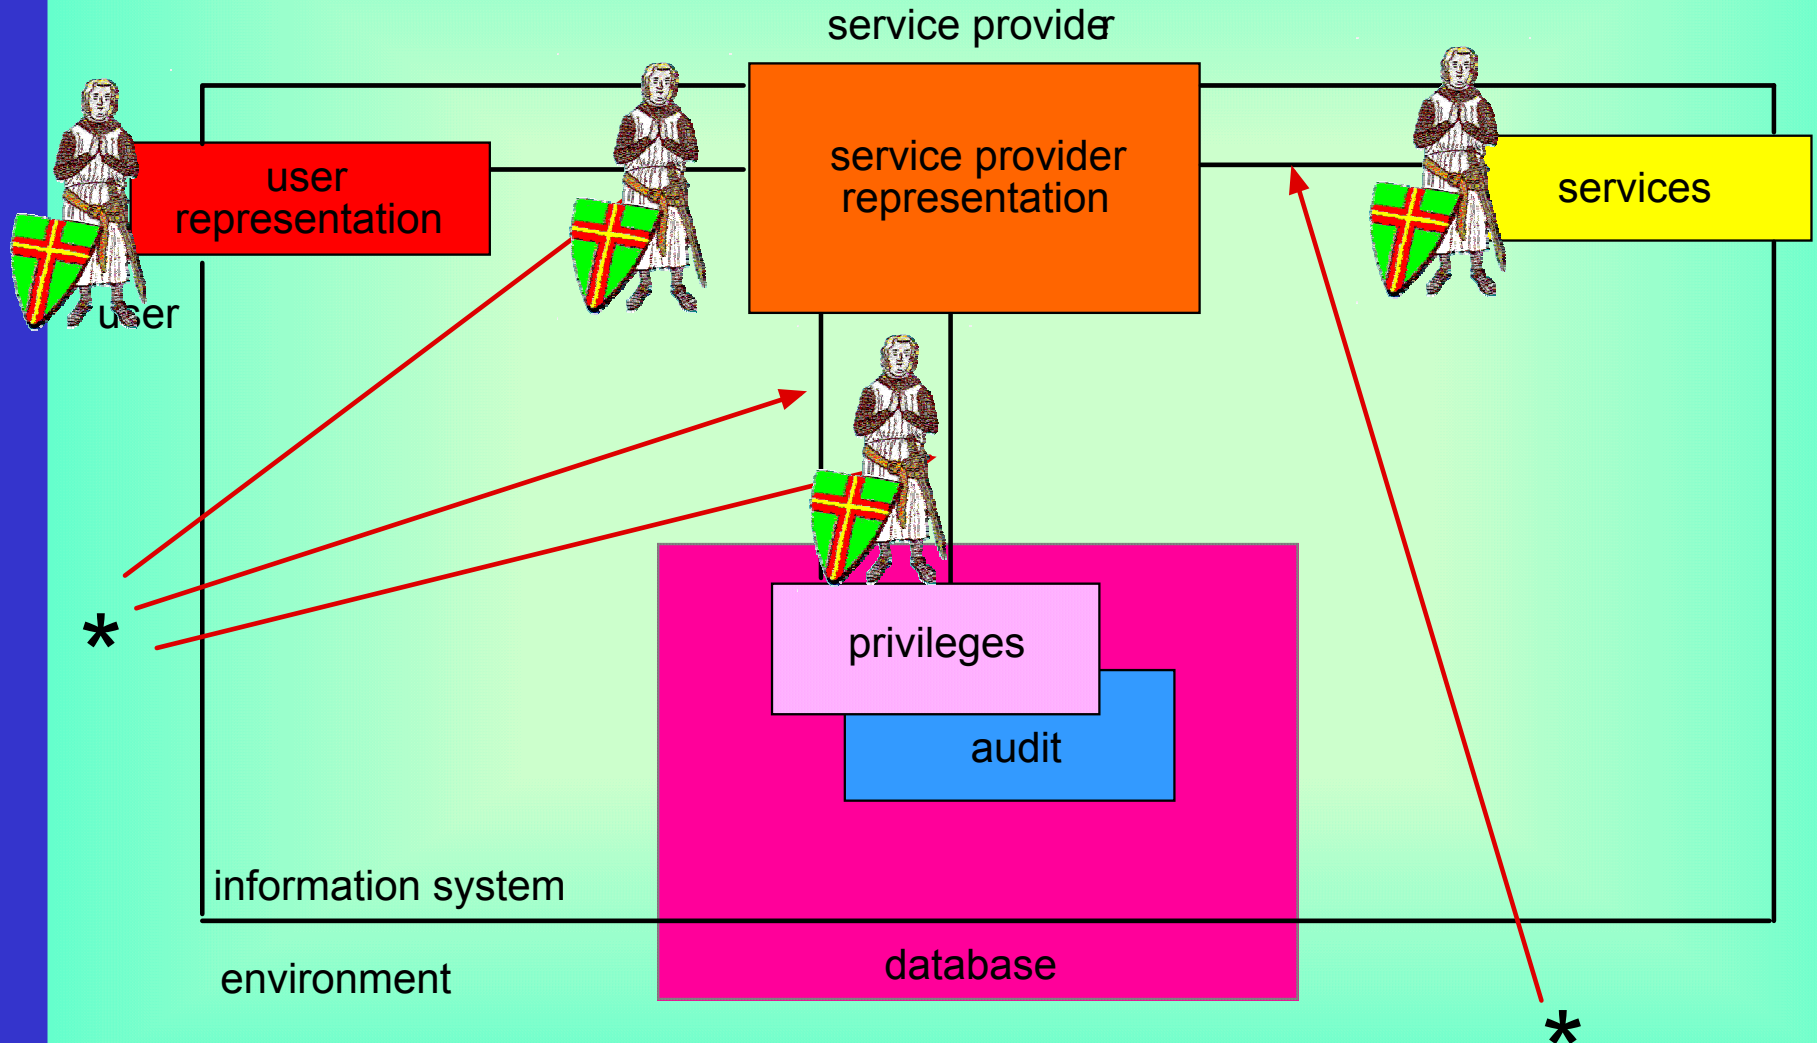 service provider
user
representation
service provider
representation
services
user
privileges
audit
information system
database
environment
*
*